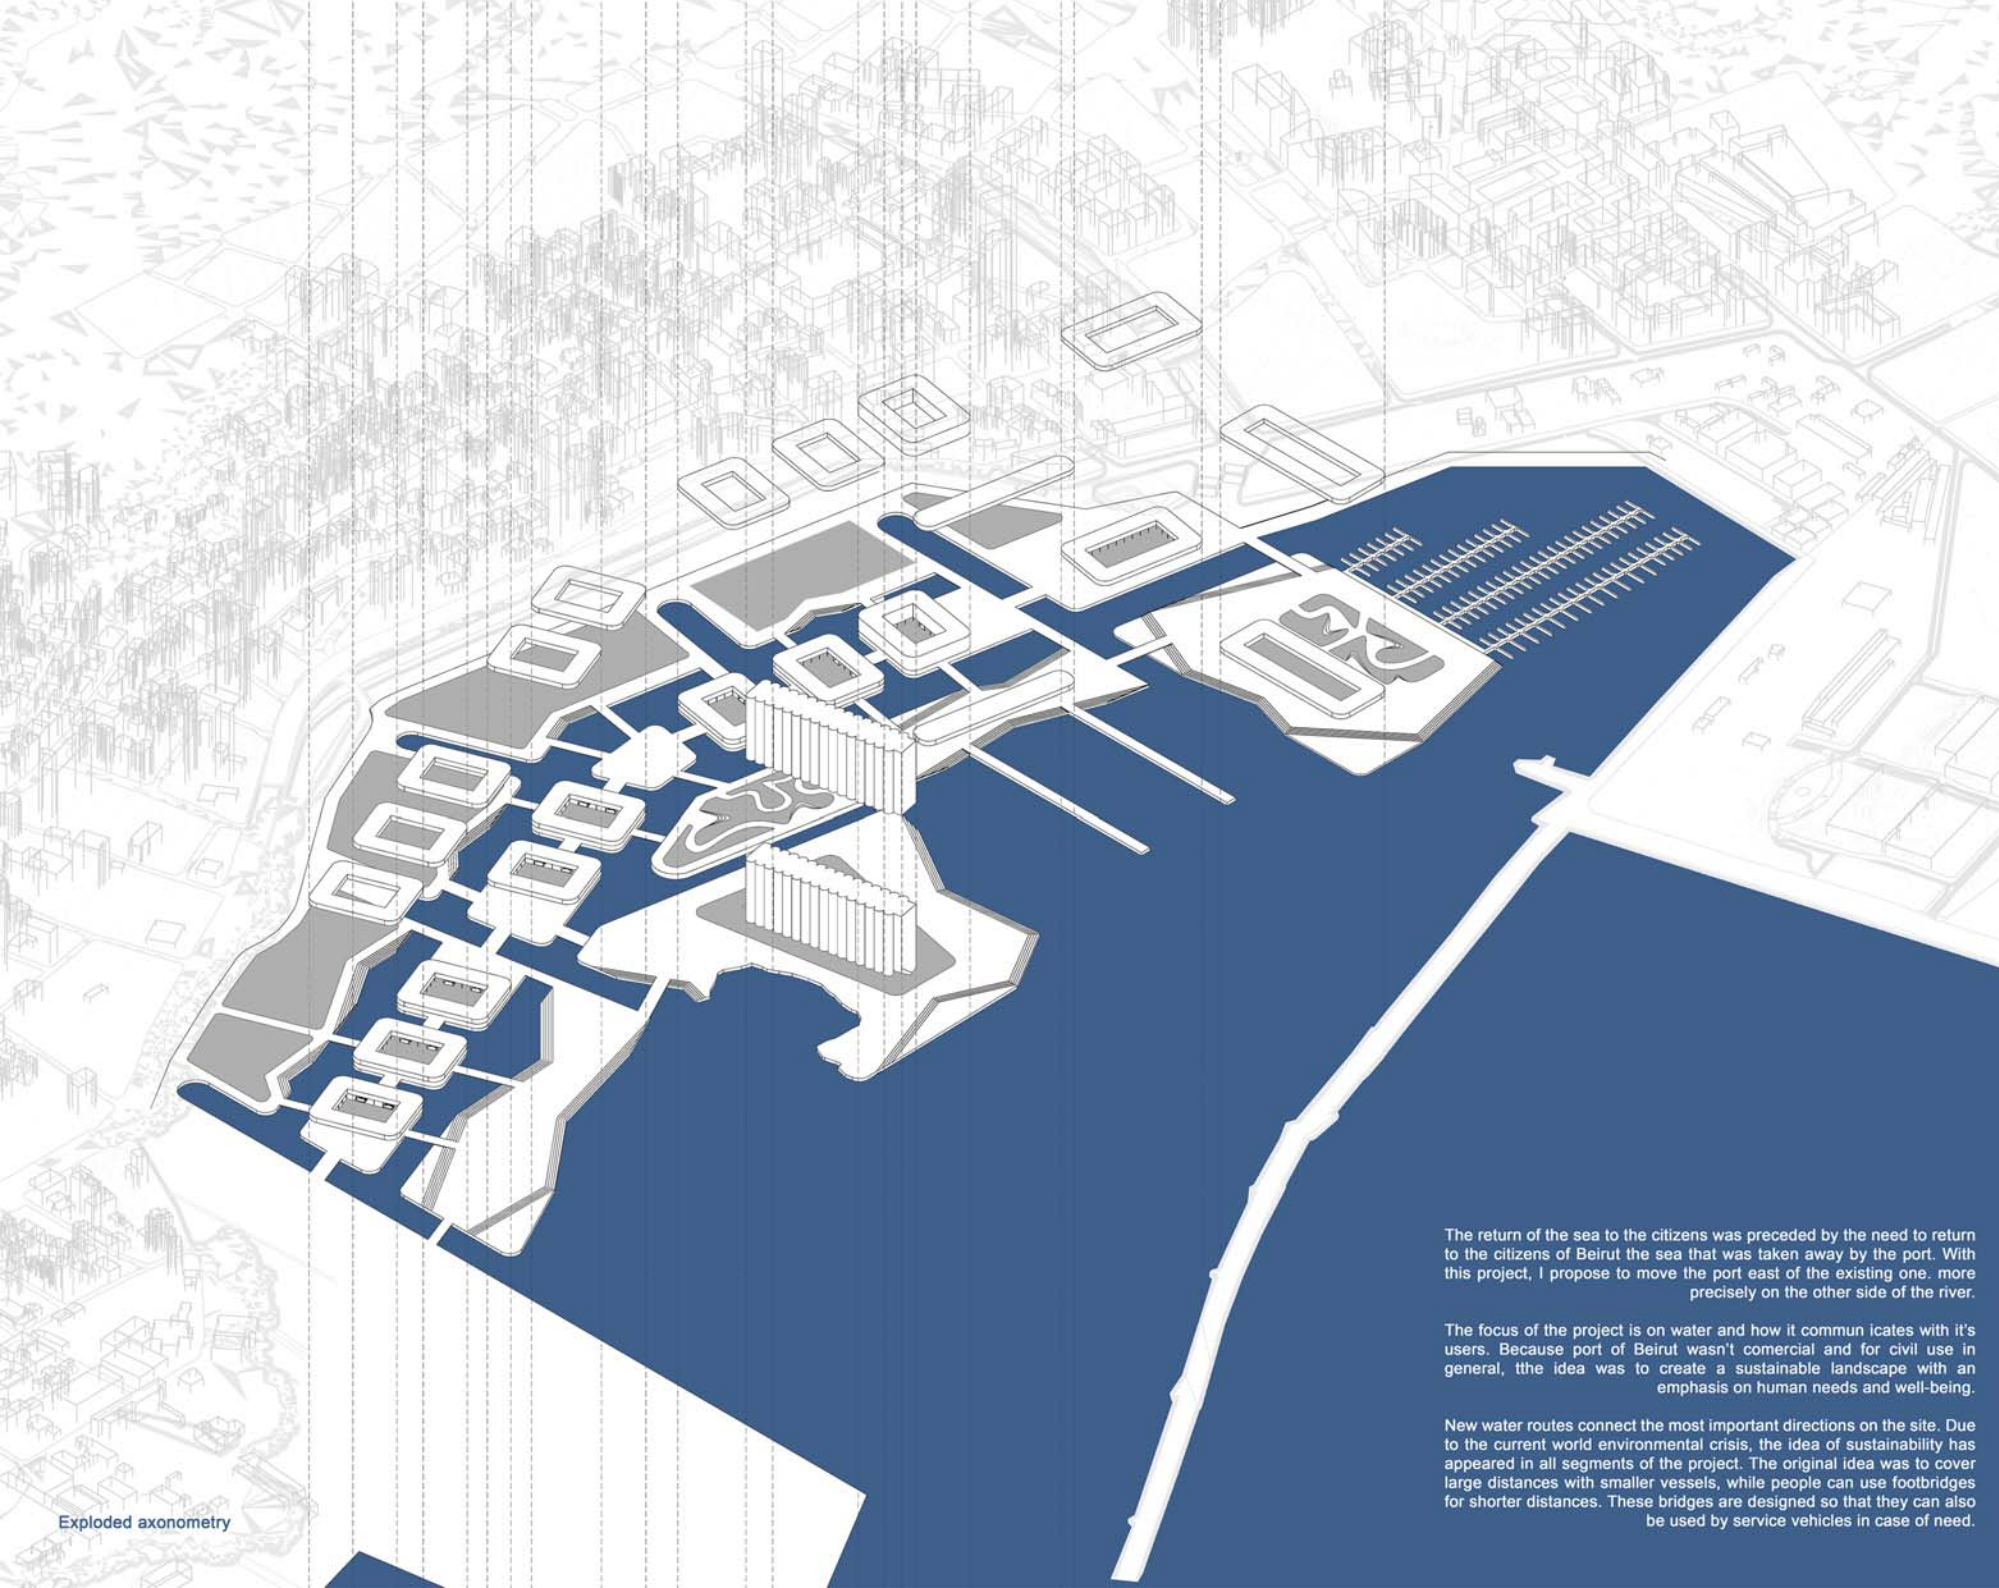 The return of the sea to the citizens was preceded by the need to return
to the citizens of Beirut the sea that was taken away by the port. With
this project, I propose to move the port east of the existing one. more
precisely on the other side of the river.
The focus of the project is on water and how it commun icates with it's
users. Because port of Beirut wasn't comercial and for civil use in
general, tthe idea was to create a sustainable landscape with an
emphasis on human needs and well-being.
New water routes connect the most important directions on the site. Due
to the current world environmental crisis, the idea of sustainability has
appeared in all segments of the project. The original idea was to cover
large distances with smaller vessels, while people can use footbridges
for shorter distances. These bridges are designed so that they can also
be used by service vehicles in case of need.
Exploded axonometry